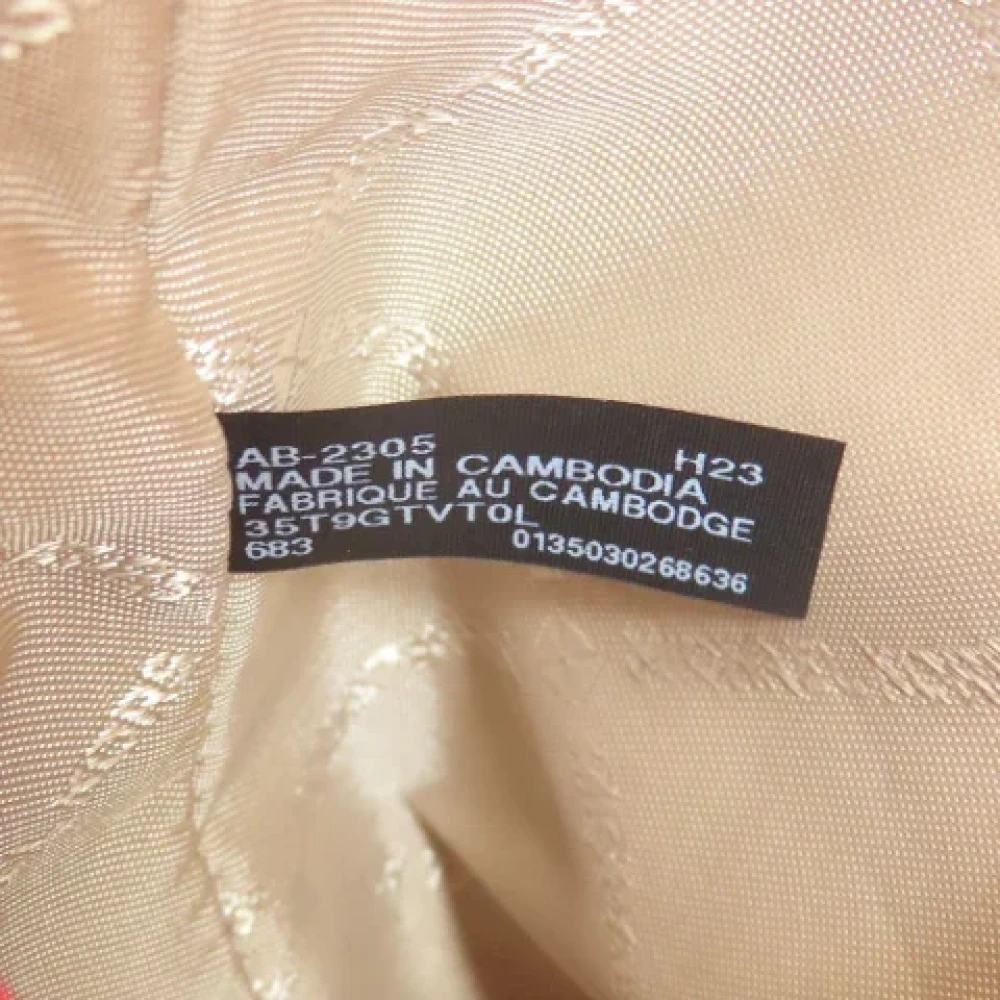 AB-2305 H23
MADE IN CAMBODIA
FABRIQUE AU CAMBODGE
35T9GTVT0L
683 0135030268636